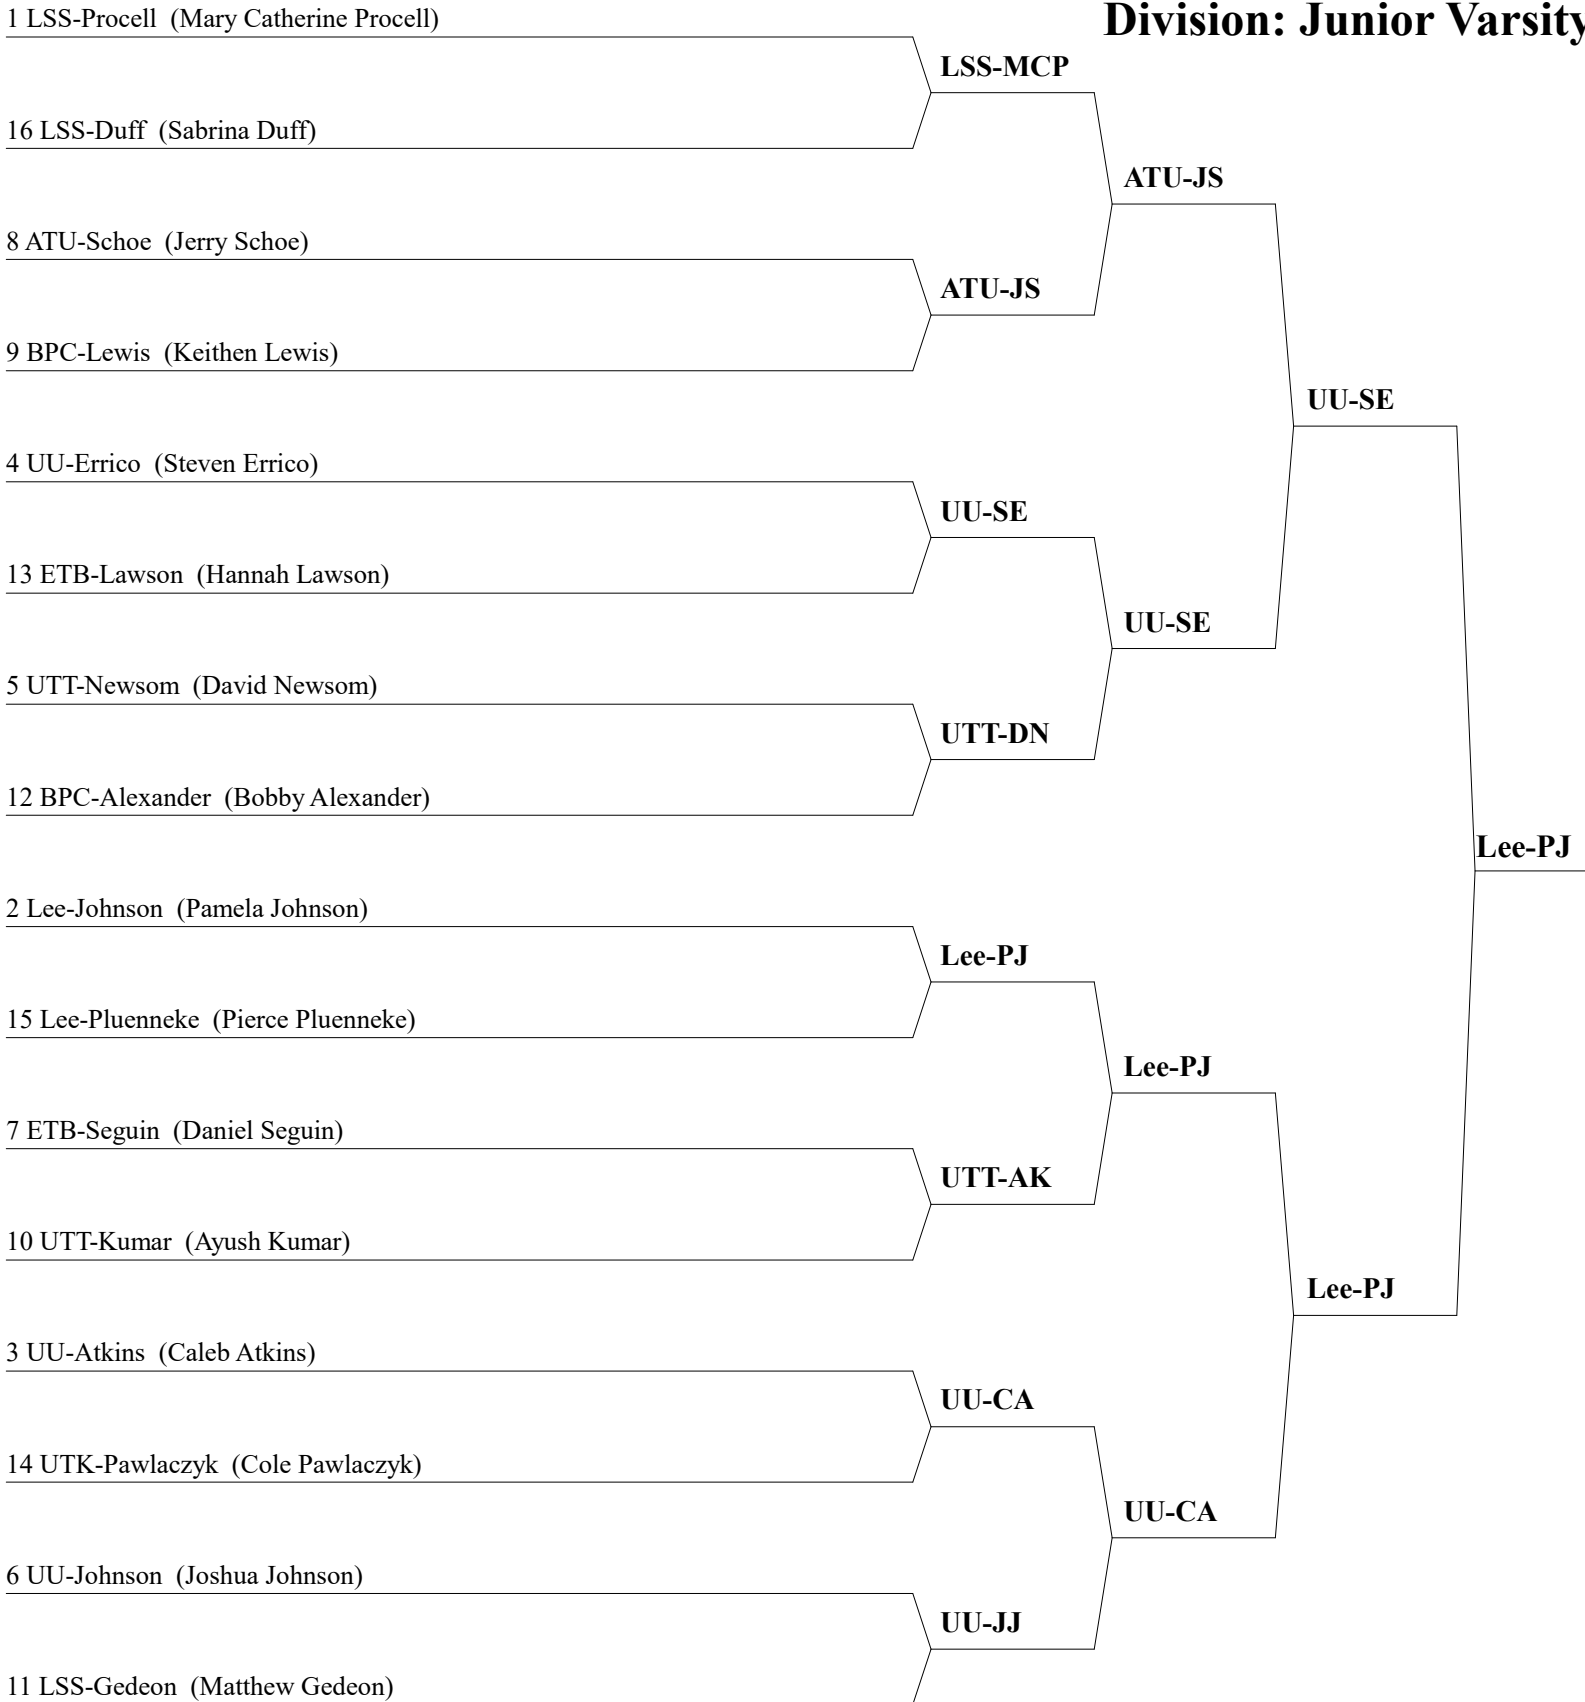 Division: Junior Varsity
1 LSS-Procell (Mary Catherine Procell)
LSS-MCP
16 LSS-Duff (Sabrina Duff)
ATU-JS
8 ATU-Schoe (Jerry Schoe)
ATU-JS
9 BPC-Lewis (Keithen Lewis)
UU-SE
4 UU-Errico (Steven Errico)
UU-SE
13 ETB-Lawson (Hannah Lawson)
UU-SE
5 UTT-Newsom (David Newsom)
UTT-DN
12 BPC-Alexander (Bobby Alexander)
Lee-PJ
2 Lee-Johnson (Pamela Johnson)
Lee-PJ
15 Lee-Pluenneke (Pierce Pluenneke)
Lee-PJ
7 ETB-Seguin (Daniel Seguin)
UTT-AK
10 UTT-Kumar (Ayush Kumar)
Lee-PJ
3 UU-Atkins (Caleb Atkins)
UU-CA
14 UTK-Pawlaczyk (Cole Pawlaczyk)
UU-CA
6 UU-Johnson (Joshua Johnson)
UU-JJ
11 LSS-Gedeon (Matthew Gedeon)